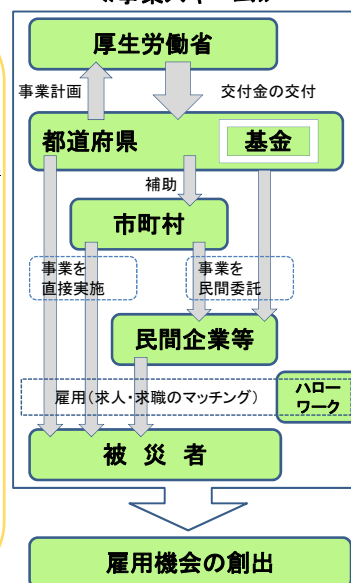 厚生労働省
事業計画
交付金の交付
都道府県
基金
補助
市町村
事業を
直接実施
事業を
民間委託
民間企業等
雇用(求人・求職のマッチング)
ハロー
ワーク
被災者
雇用機会の創出